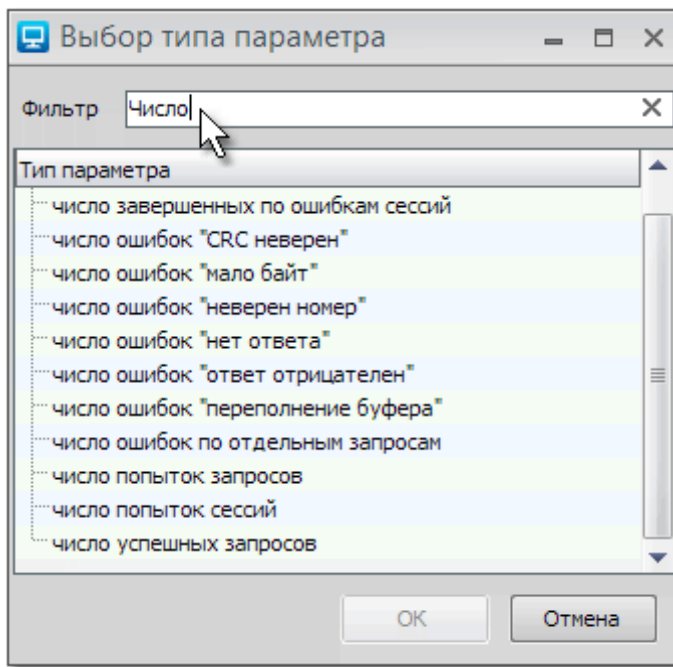 Выбор типа параметра
Фильтр Число
Тип параметра
число завершенных по ошибкам сессий
число ошибок "CRC неверен"
число ошибок "мало байт"
число ошибок "неверен номер"
число ошибок "нет ответа"
число ошибок "ответ отрицателен"
число ошибок "переполнение буфера"
число ошибок по отдельным запросам
число попыток запросов
число попыток сессий
число успешных запросов
OK Отмена